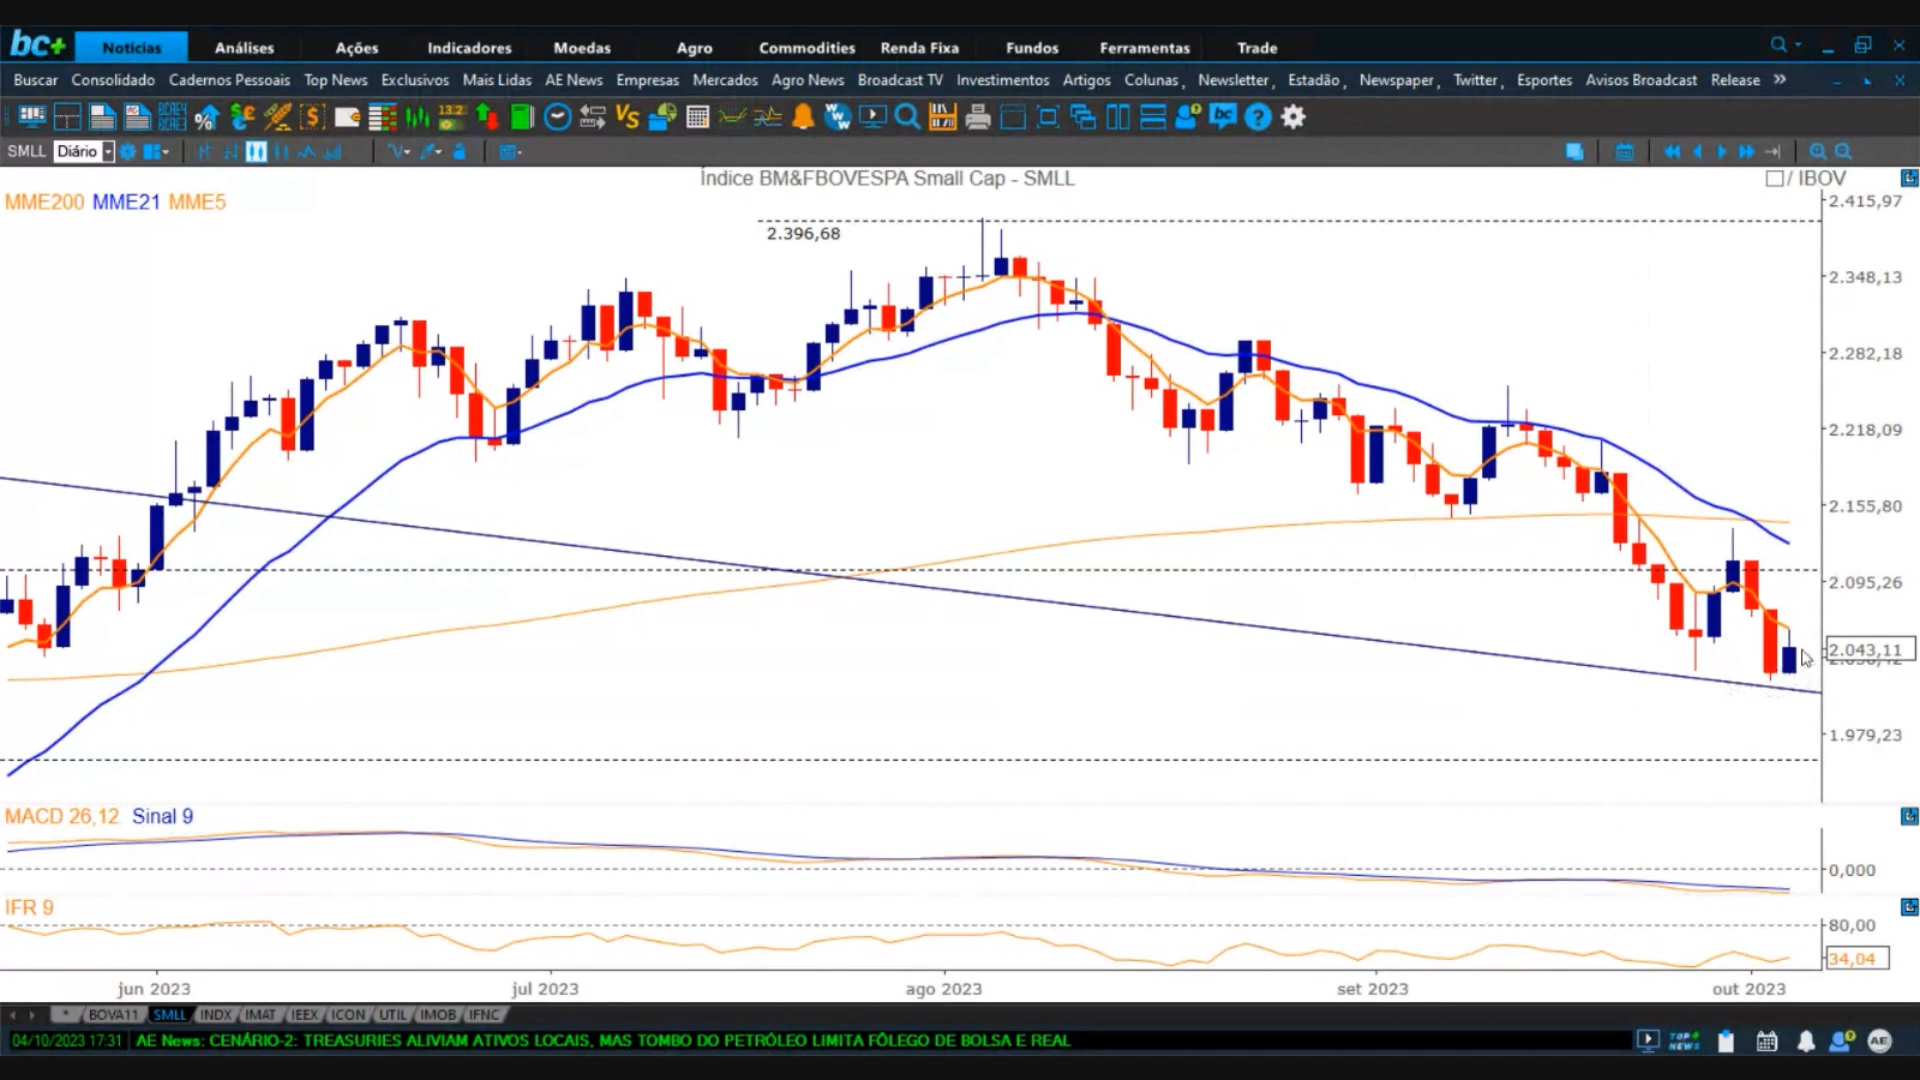 bc+ Notícias Análises Ações Indicadores Moedas Agro Commodities Renda Fixa Fundos Ferramentas Trade
Buscar Consolidado Cadernos Pessoais Top News Exclusivos Mais Lidas AE News Empresas Mercados Agro News Broadcast TV Investimentos Artigos Colunas, Newsletter, Estadão, Newspaper, Twitter, Esportes Avisos Broadcast Release »
SMLL Diário
Índice BM&FBOVESPA Small Cap - SMLL
/ IBOV
MME200 MME21 MME5
2.415,97
2.396,68
2.348,13
2.282,18
2.218,09
2.155,80
2.095,26
2.043,11
1.979,23
MACD 26,12 Sinal 9
0,000
IFR 9
80,00
34,04
jun 2023 jul 2023 ago 2023 set 2023 out 2023
* BOVA11 SMLL INDX IMAT IEEX ICON UTIL IMOB IFNC
04/10/2023 17:31 AE News: CENÁRIO-2: TREASURIES ALIVIAM ATIVOS LOCAIS, MAS TOMBO DO PETRÓLEO LIMITA FÔLEGO DE BOLSA E REAL
TOP NEWS AE